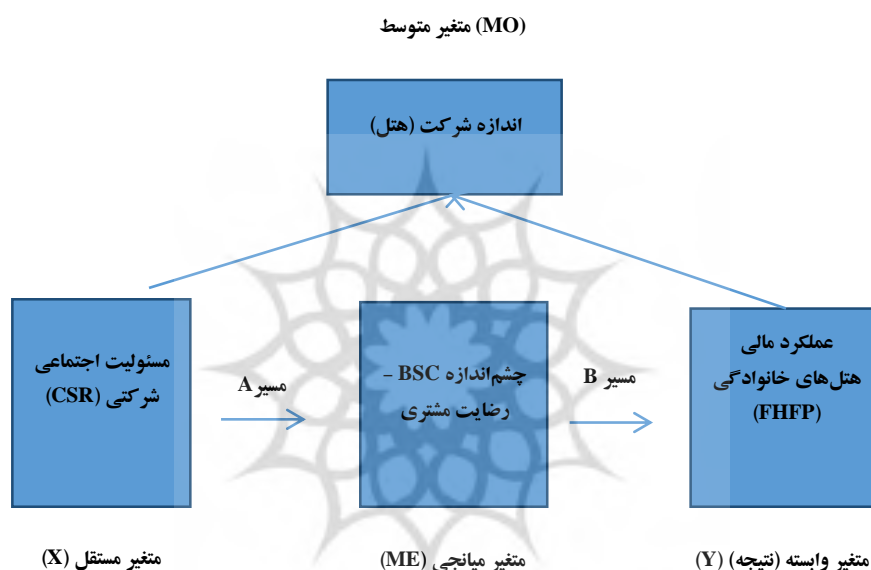 متغیر متوسط (MO)
اندازه شرکت (هتل)
مسئولیت اجتماعی
شرکتی (CSR)
مسیر A
چشم‌اندازه BSC –
رضایت مشتری
مسیر B
عملکرد مالی
هتل‌های خانوادگی
(FHFP)
متغیر مستقل (X)
متغیر میانجی (ME)
متغیر وابسته (نتیجه) (Y)